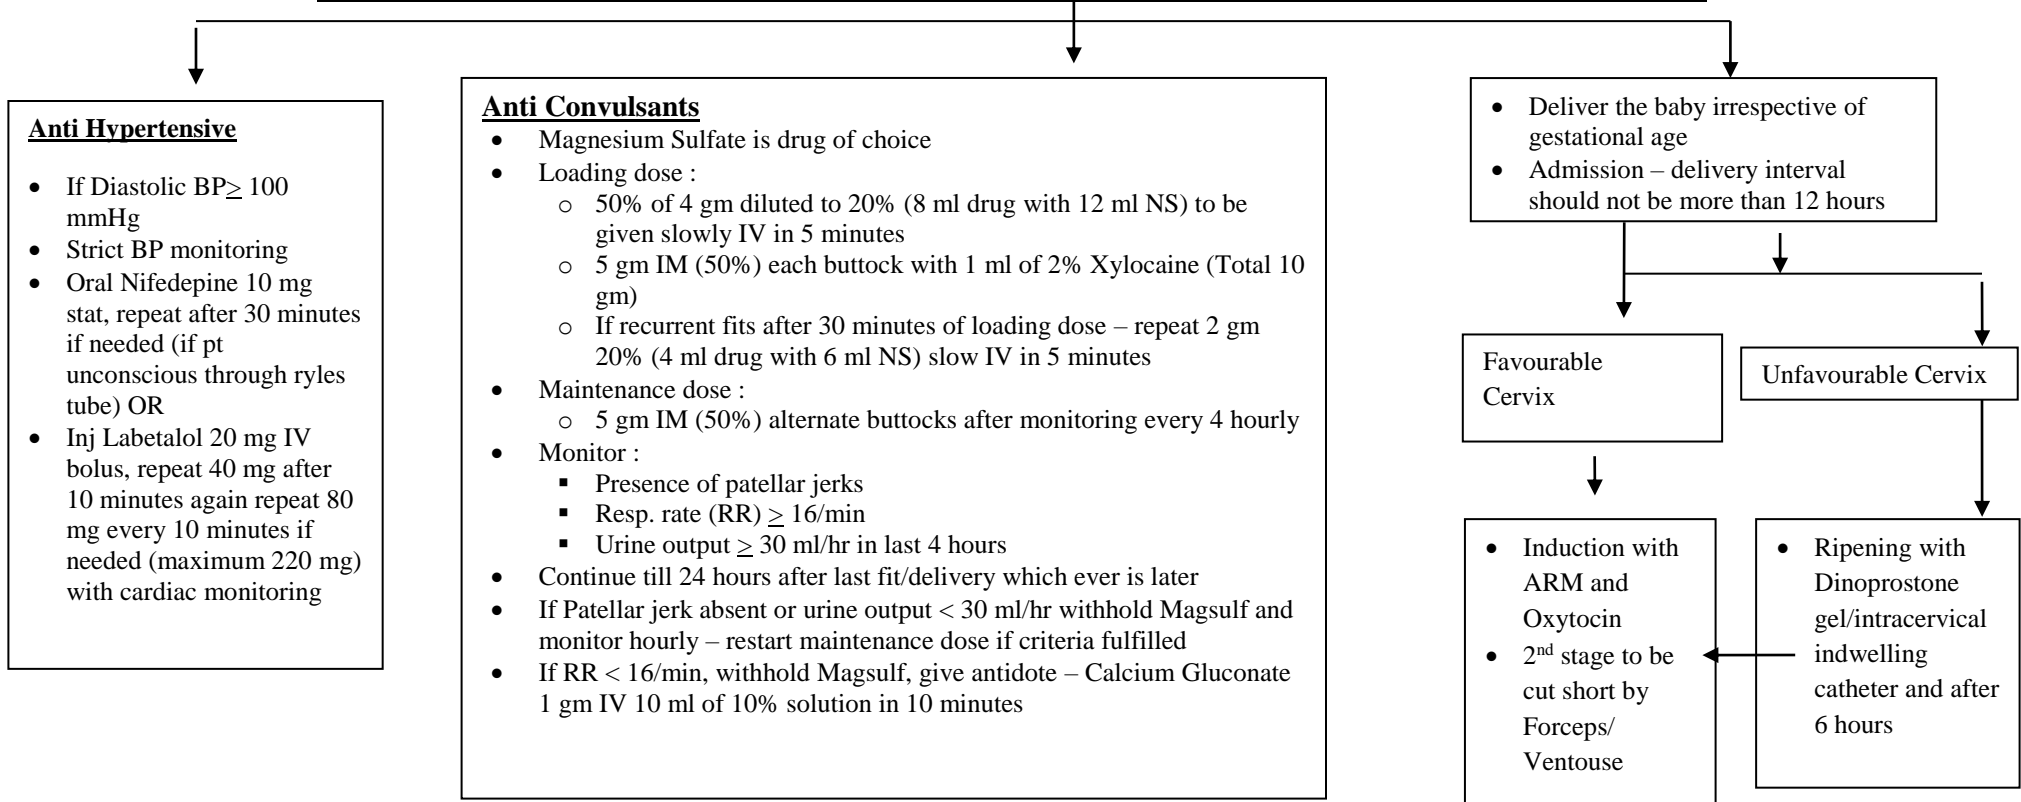 Anti Hypertensive
• If Diastolic BP≥ 100
mmHg
• Strict BP monitoring
• Oral Nifedepine 10 mg
stat, repeat after 30 minutes
if needed (if pt
unconscious through ryles
tube) OR
• Inj Labetalol 20 mg IV
bolus, repeat 40 mg after
10 minutes again repeat 80
mg every 10 minutes if
needed (maximum 220 mg)
with cardiac monitoring
Anti Convulsants
• Magnesium Sulfate is drug of choice
• Loading dose :
o 50% of 4 gm diluted to 20% (8 ml drug with 12 ml NS) to be
given slowly IV in 5 minutes
o 5 gm IM (50%) each buttock with 1 ml of 2% Xylocaine (Total 10
gm)
o If recurrent fits after 30 minutes of loading dose – repeat 2 gm
20% (4 ml drug with 6 ml NS) slow IV in 5 minutes
• Maintenance dose :
o 5 gm IM (50%) alternate buttocks after monitoring every 4 hourly
• Monitor :
▪ Presence of patellar jerks
▪ Resp. rate (RR) ≥ 16/min
▪ Urine output ≥ 30 ml/hr in last 4 hours
• Continue till 24 hours after last fit/delivery which ever is later
• If Patellar jerk absent or urine output < 30 ml/hr withhold Magsulf and
monitor hourly – restart maintenance dose if criteria fulfilled
• If RR < 16/min, withhold Magsulf, give antidote – Calcium Gluconate
1 gm IV 10 ml of 10% solution in 10 minutes
• Deliver the baby irrespective of
gestational age
• Admission – delivery interval
should not be more than 12 hours
Favourable
Cervix
Unfavourable Cervix
• Induction with
ARM and
Oxytocin
• 2nd stage to be
cut short by
Forceps/
Ventouse
• Ripening with
Dinoprostone
gel/intracervical
indwelling
catheter and after
6 hours